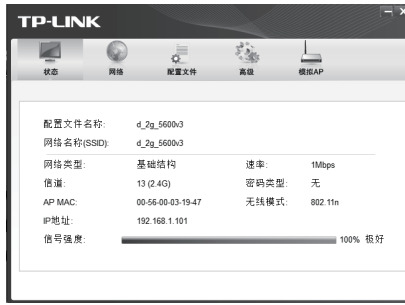 TP-LINK
状态 网络 配置文件 高级 模拟AP
配置文件名称: d_2g_5600v3
网络名称(SSID): d_2g_5600v3
网络类型: 基础结构 速率: 1Mbps
信道: 13 (2.4G) 密码类型: 无
AP MAC: 00-56-00-03-19-47 无线模式: 802.11n
IP地址: 192.168.1.101
信号强度: 100% 极好